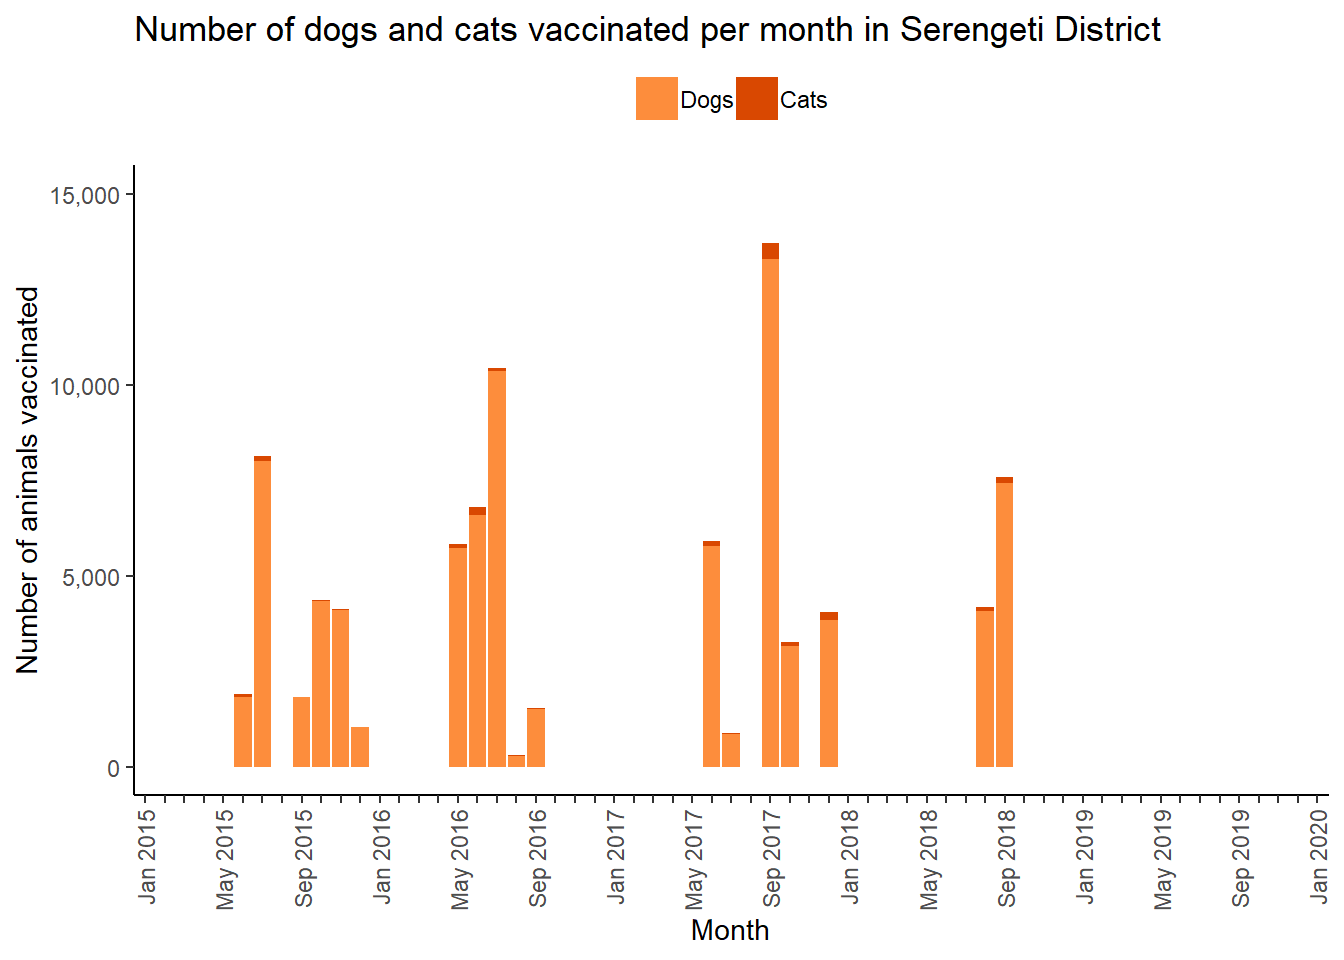 Number of dogs and cats vaccinated per month in Serengeti District
Dogs Cats
Number of animals vaccinated
15,000
10,000
5,000
0
Jan 2015
May 2015
Sep 2015
Jan 2016
May 2016
Sep 2016
Jan 2017
May 2017
Sep 2017
Jan 2018
May 2018
Sep 2018
Jan 2019
May 2019
Sep 2019
Jan 2020
Month